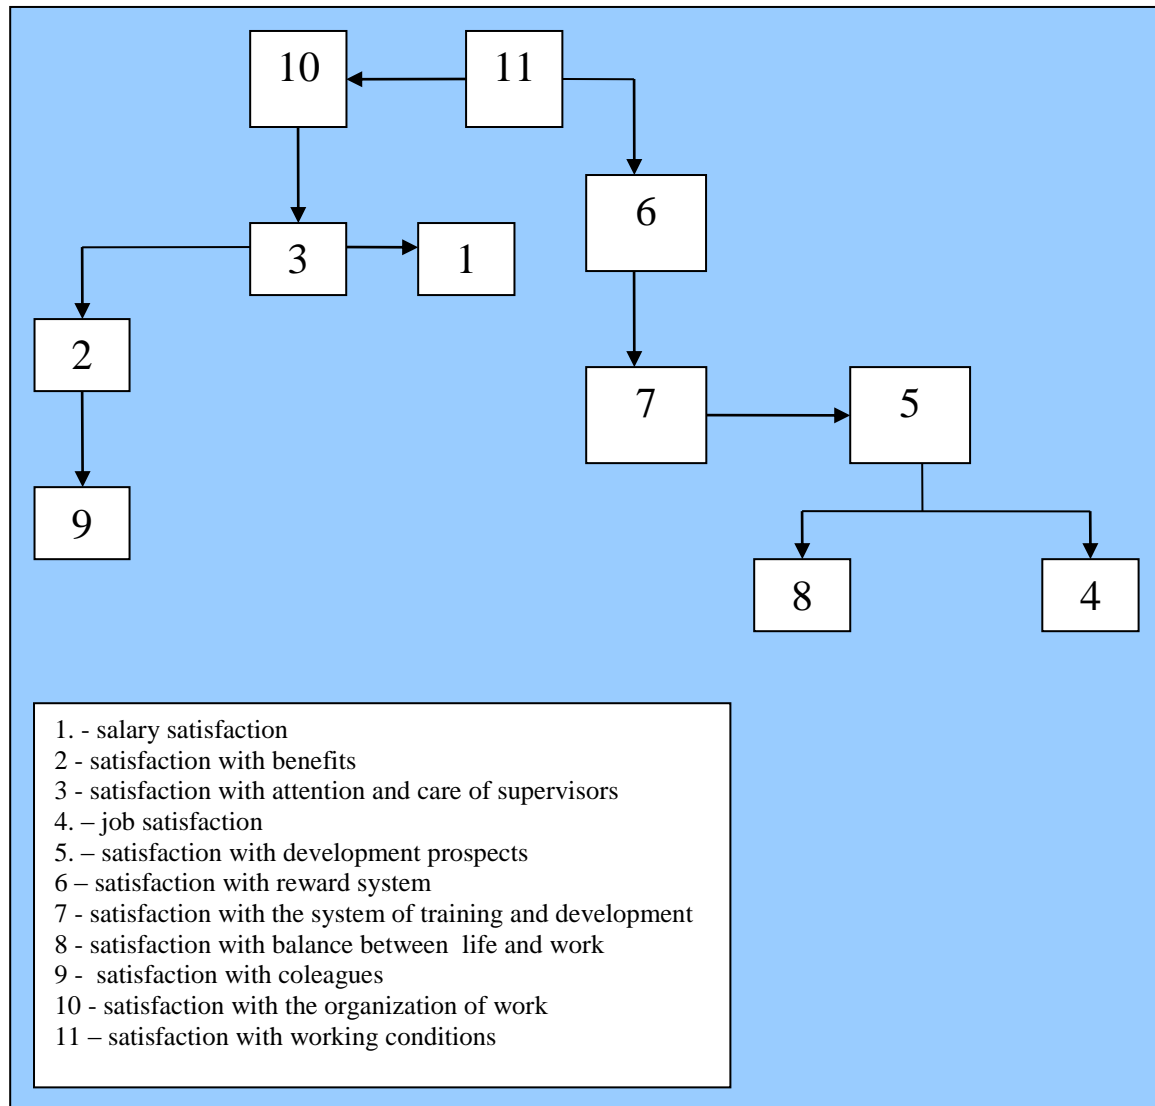 10 11
6
3 1
2
7 5
9
8 4
1. - salary satisfaction
2 - satisfaction with benefits
3 - satisfaction with attention and care of supervisors
4. – job satisfaction
5. – satisfaction with development prospects
6 – satisfaction with reward system
7 - satisfaction with the system of training and development
8 - satisfaction with balance between  life and work
9 -  satisfaction with coleagues
10 - satisfaction with the organization of work
11 – satisfaction with working conditions